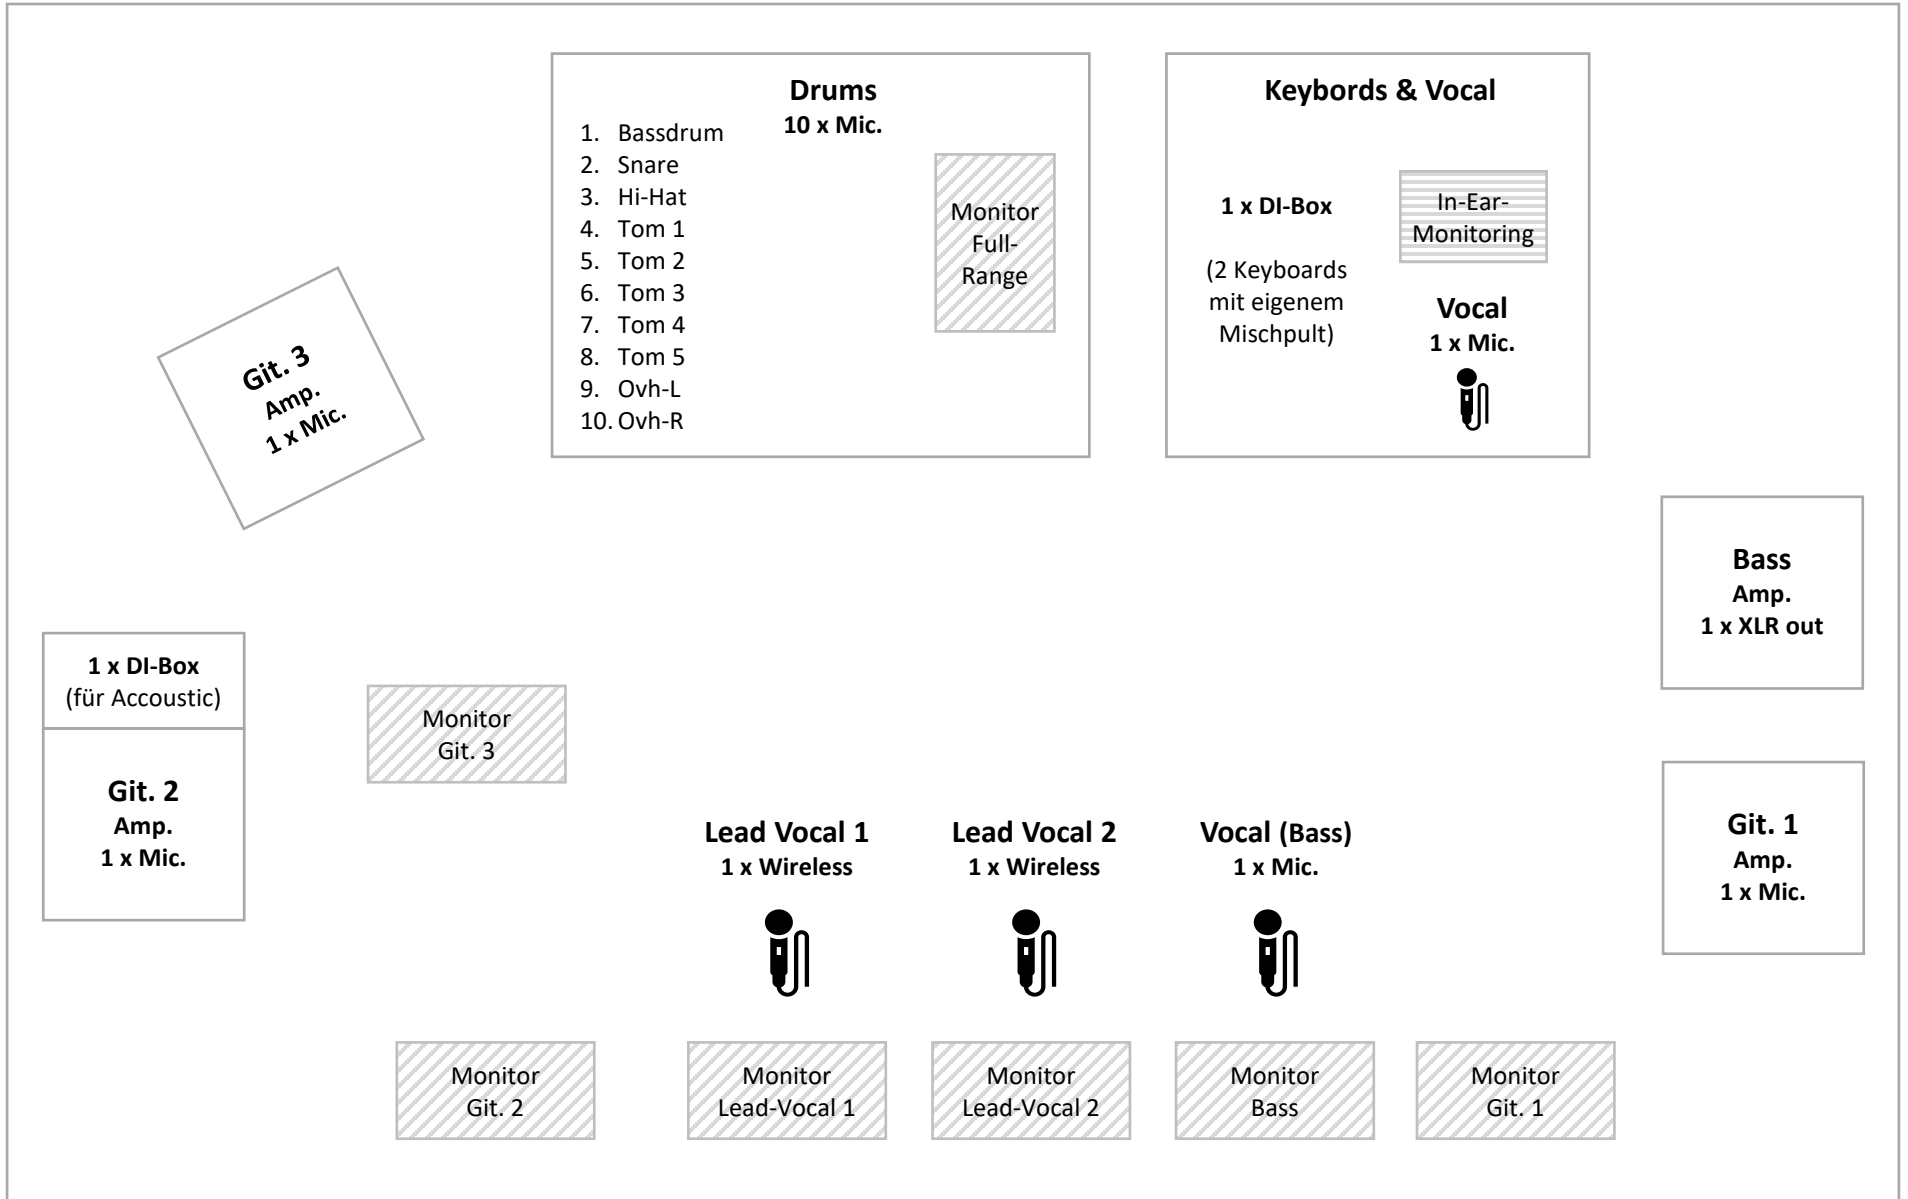 Drums
10 x Mic.
1. Bassdrum
2. Snare
3. Hi-Hat
4. Tom 1
5. Tom 2
6. Tom 3
7. Tom 4
8. Tom 5
9. Ovh-L
10. Ovh-R
Monitor
Full-
Range
Keybords & Vocal
1 x DI-Box
(2 Keyboards
mit eigenem
Mischpult)
In-Ear-
Monitoring
Vocal
1 x Mic.
Git. 3
Amp.
1 x Mic.
Bass
Amp.
1 x XLR out
1 x DI-Box
(für Accoustic)
Git. 2
Amp.
1 x Mic.
Monitor
Git. 3
Lead Vocal 1
1 x Wireless
Lead Vocal 2
1 x Wireless
Vocal (Bass)
1 x Mic.
Git. 1
Amp.
1 x Mic.
Monitor
Git. 2
Monitor
Lead-Vocal 1
Monitor
Lead-Vocal 2
Monitor
Bass
Monitor
Git. 1